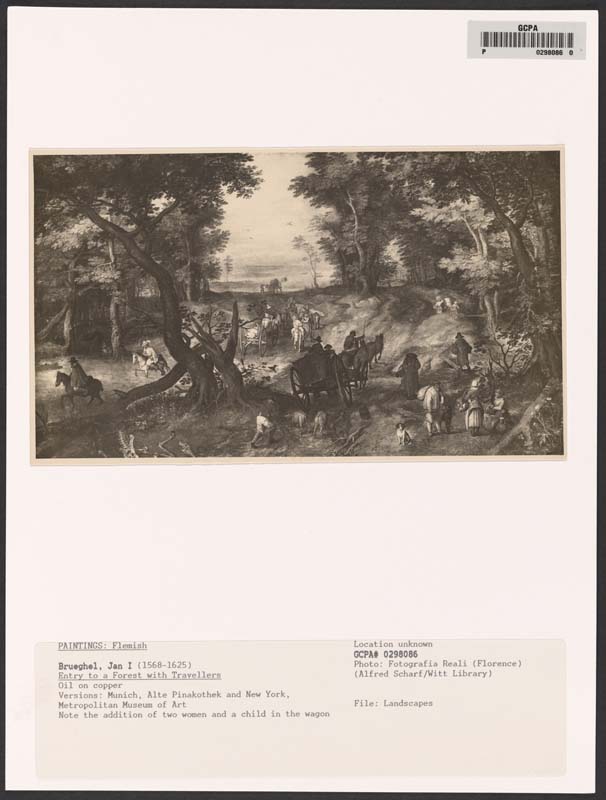 GCPA
P 0298086 0
PAINTINGS: Flemish
Brueghel, Jan I (1568-1625)
Entry to a Forest with Travellers
Oil on copper
Versions: Munich, Alte Pinakothek and New York,
Metropolitan Museum of Art
Note the addition of two women and a child in the wagon
Location unknown
GCPA# 0298086
Photo: Fotografia Reali (Florence)
(Alfred Scharf/Witt Library)
File: Landscapes